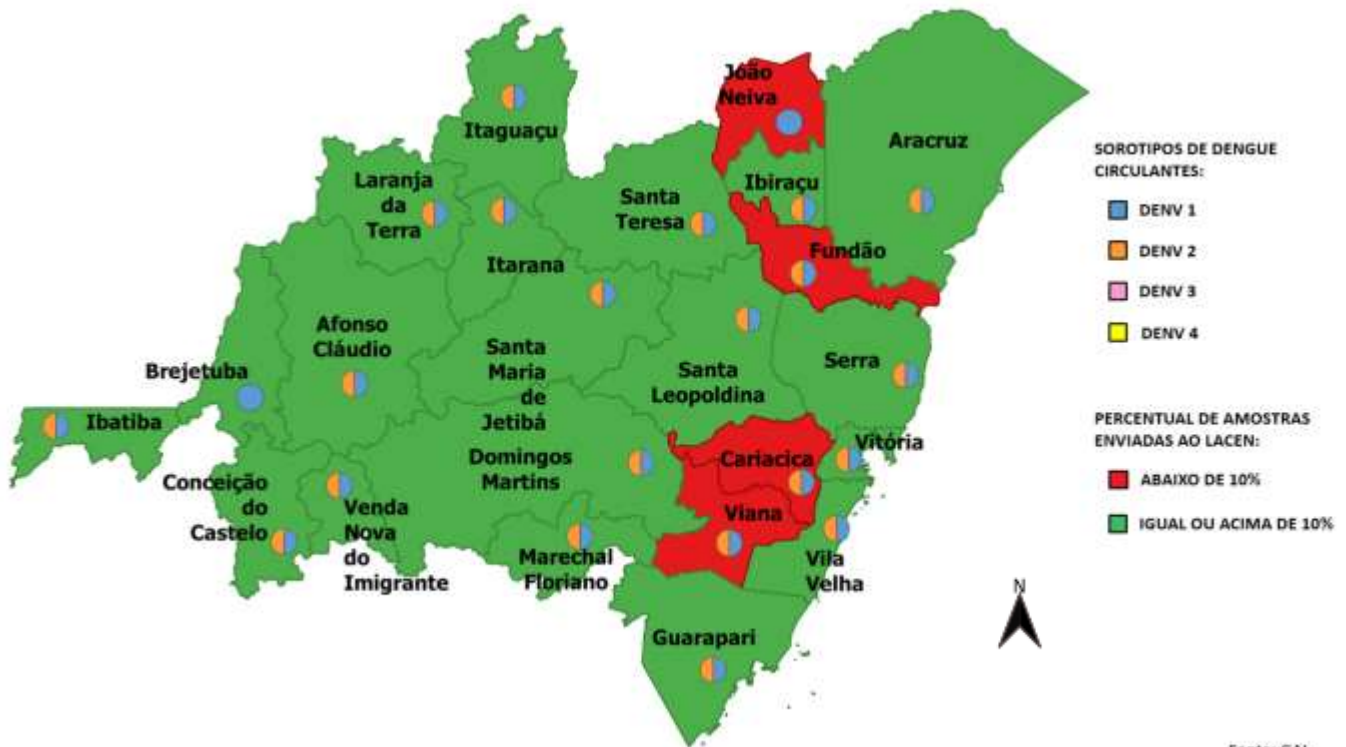 João
Neiva
Itaguaçu
Aracruz
Laranja
da
Terra
Santa
Teresa
Ibiraçu
Itarana
Fundão
Afonso
Cláudio
Brejetuba
Santa
Maria
de
Jetibá
Santa
Leopoldina
Serra
Ibatiba
Conceição
do
Castelo
Venda
Nova
do
Imigrante
Domingos
Martins
Marechal
Floriano
Cariacica
Vitória
Viana
Vila
Velha
Guarapari
SOROTIPOS DE DENGUE
CIRCULANTES:
DENV 1
DENV 2
DENV 3
DENV 4
PERCENTUAL DE AMOSTRAS
ENVIADAS AO LACEN:
ABAIXO DE 10%
IGUAL OU ACIMA DE 10%
N